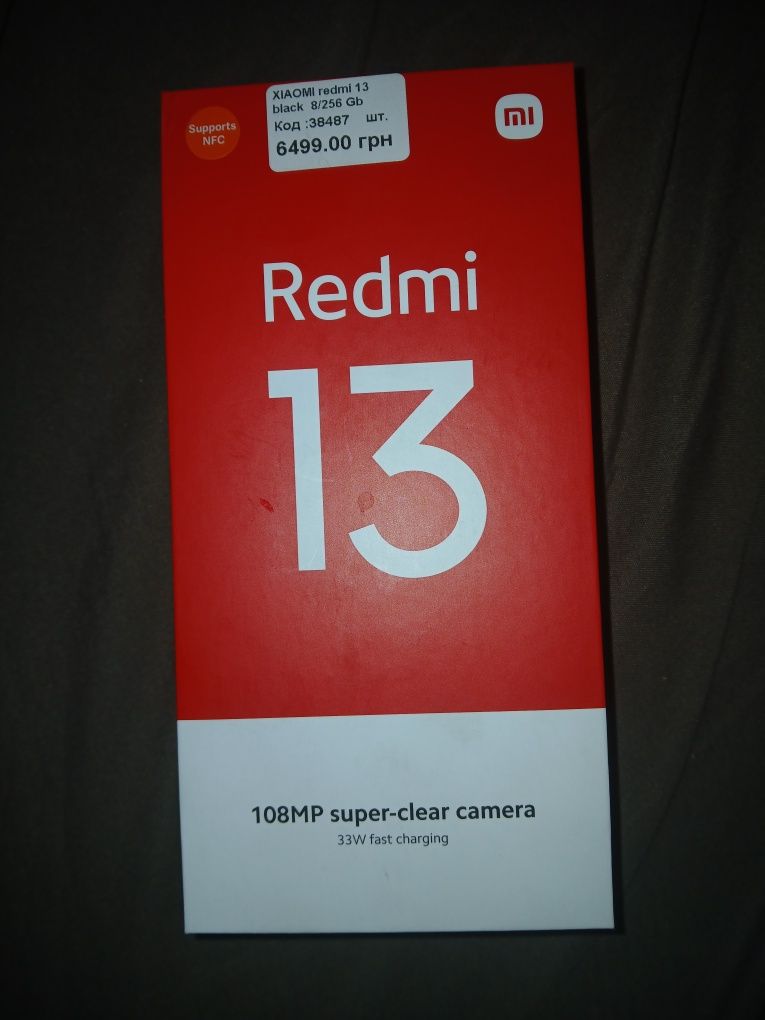 Supports
NFC
XIAOMI redmi 13
black 8/256 Gb
Код :38487 шт.
6499.00 грн
mi
Redmi
13
108MP super-clear camera
33W fast charging